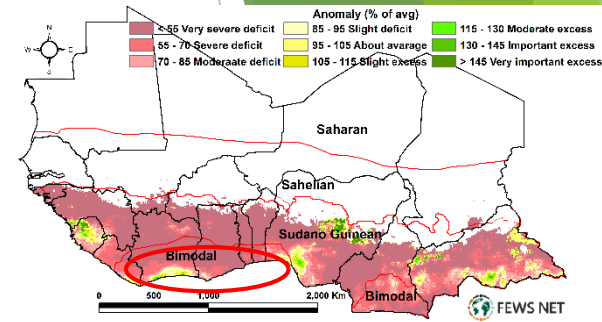 Anomaly (% of avg)
< 55 Very severe deficit
85 - 95 Slight deficit
115 - 130 Moderate excess
55 - 70 Severe deficit
95 - 105 About avarage
130 - 145 Important excess
70 - 85 Moderaate deficit
105 - 115 Slight excess
> 145 Very important excess
N
W
E
S
Saharan
Sahelian
Sudano Guinean
Bimodal
Bimodal
0
500
1,000
2,000 Km
FEWS NET